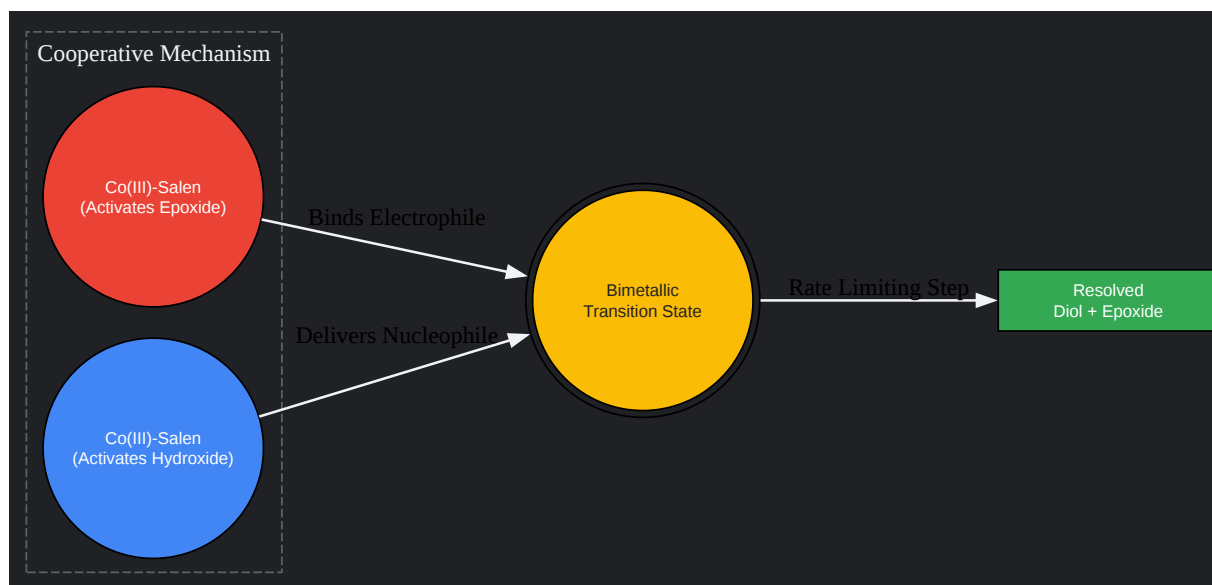 Cooperative Mechanism
Co(III)-Salen
(Activates Epoxide)
Binds Electrophile
Bimetallic
Transition State
Rate Limiting Step
Resolved
Diol + Epoxide
Delivers Nucleophile
Co(III)-Salen
(Activates Hydroxide)